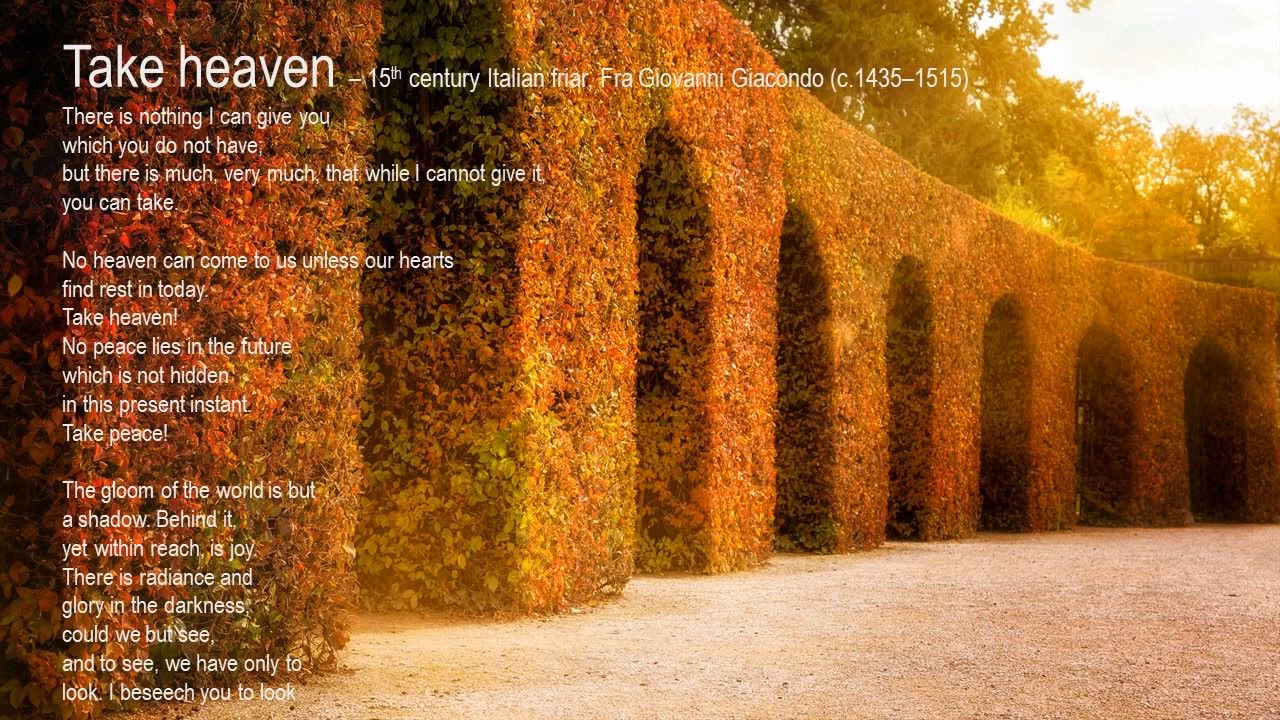 Take heaven – 15th century Italian friar, Fra Giovanni Giacondo (c.1435–1515)
There is nothing I can give you
which you do not have;
but there is much, very much, that while I cannot give it,
you can take.
No heaven can come to us unless our hearts
find rest in today.
Take heaven!
No peace lies in the future
which is not hidden
in this present instant.
Take peace!
The gloom of the world is but
a shadow. Behind it,
yet within reach, is joy.
There is radiance and
glory in the darkness,
could we but see,
and to see, we have only to
look. I beseech you to look